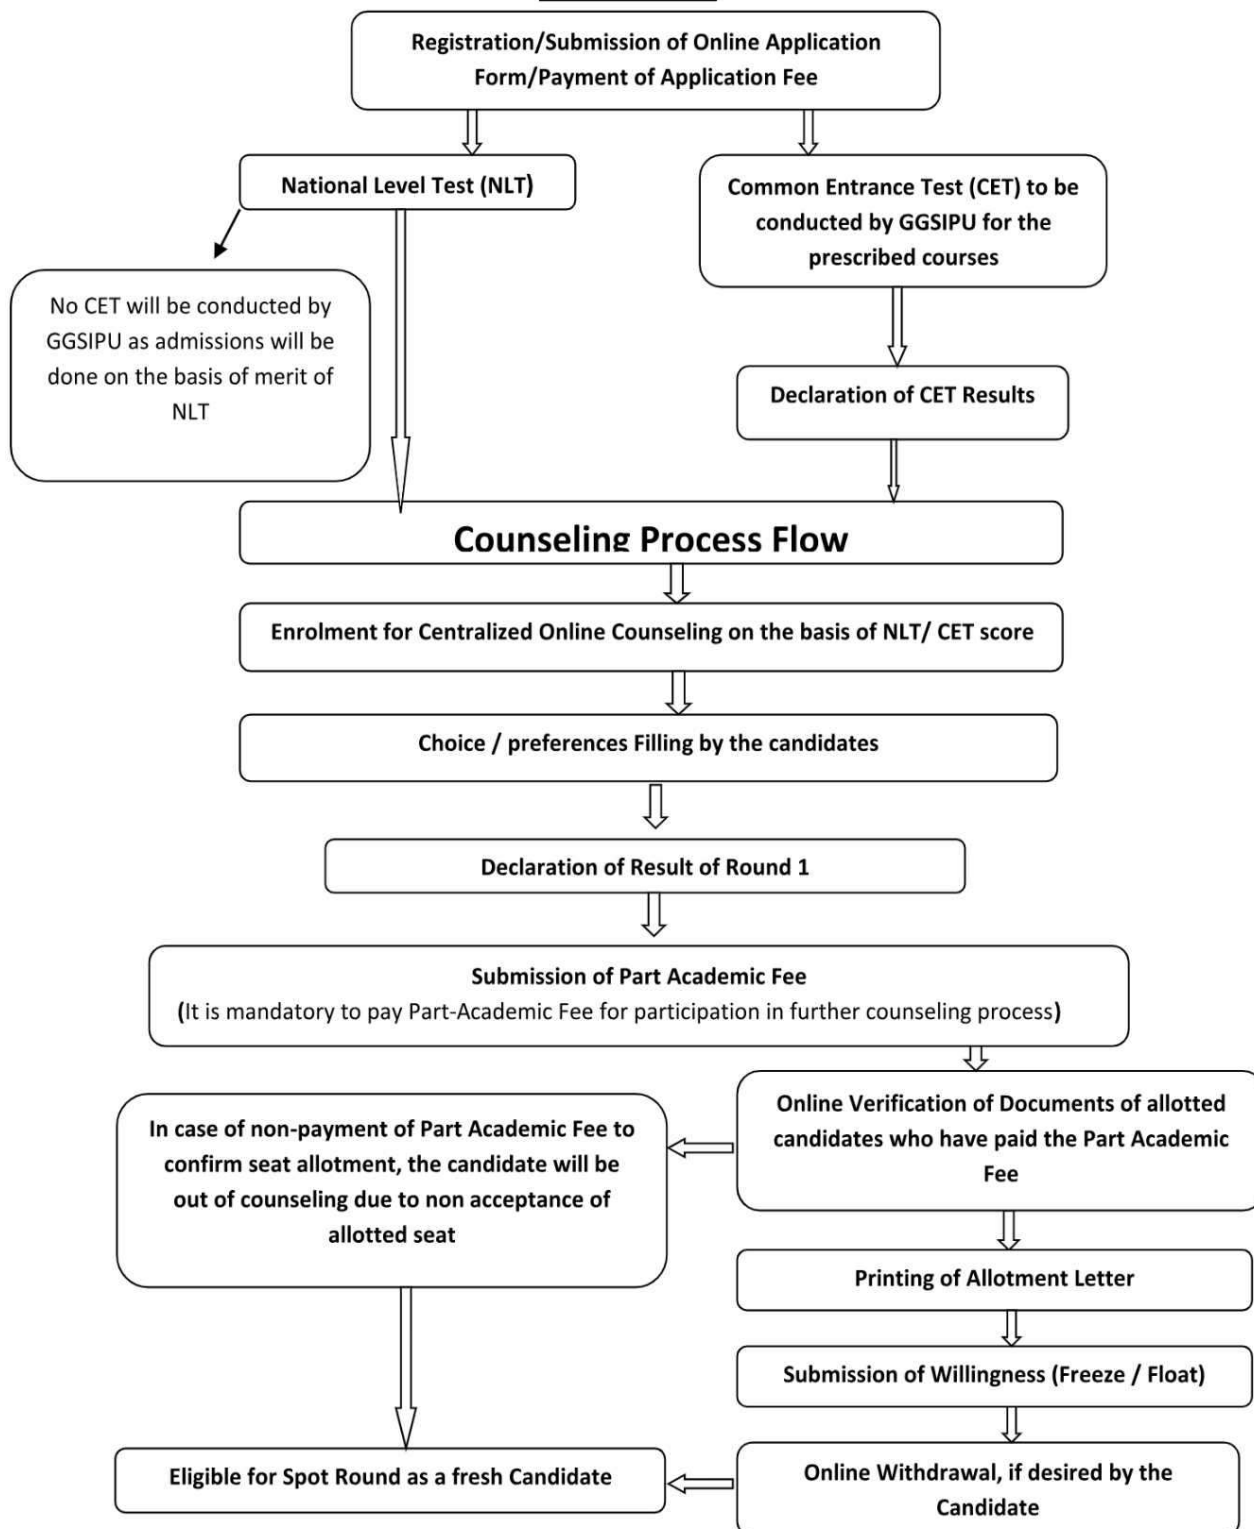 Registration/Submission of Online Application
Form/Payment of Application Fee
National Level Test (NLT)
Common Entrance Test (CET) to be
conducted by GGSIPU for the
prescribed courses
No CET will be conducted by
GGSIPU as admissions will be
done on the basis of merit of
NLT
Declaration of CET Results
Counseling Process Flow
Enrolment for Centralized Online Counseling on the basis of NLT/ CET score
Choice / preferences Filling by the candidates
Declaration of Result of Round 1
Submission of Part Academic Fee
(It is mandatory to pay Part-Academic Fee for participation in further counseling process)
Online Verification of Documents of allotted
candidates who have paid the Part Academic
Fee
In case of non-payment of Part Academic Fee to
confirm seat allotment, the candidate will be
out of counseling due to non acceptance of
allotted seat
Printing of Allotment Letter
Submission of Willingness (Freeze / Float)
Eligible for Spot Round as a fresh Candidate
Online Withdrawal, if desired by the
Candidate